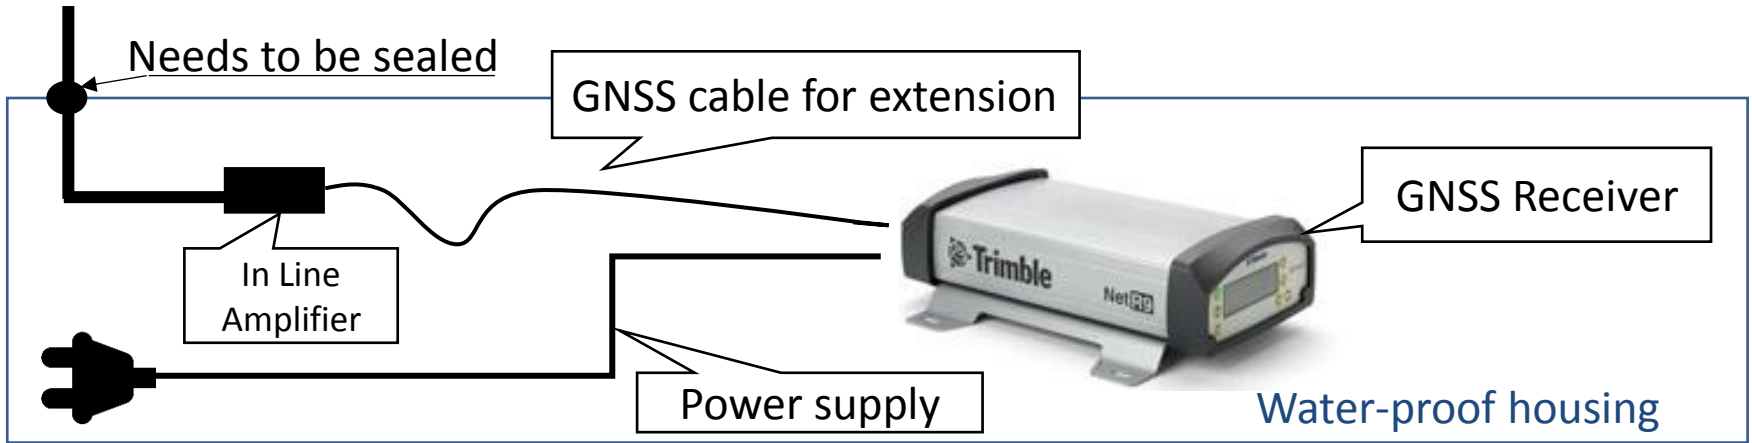 Needs to be sealed
GNSS cable for extension
GNSS Receiver
In Line
Amplifier
Trimble
NetR9
Power supply
Water-proof housing